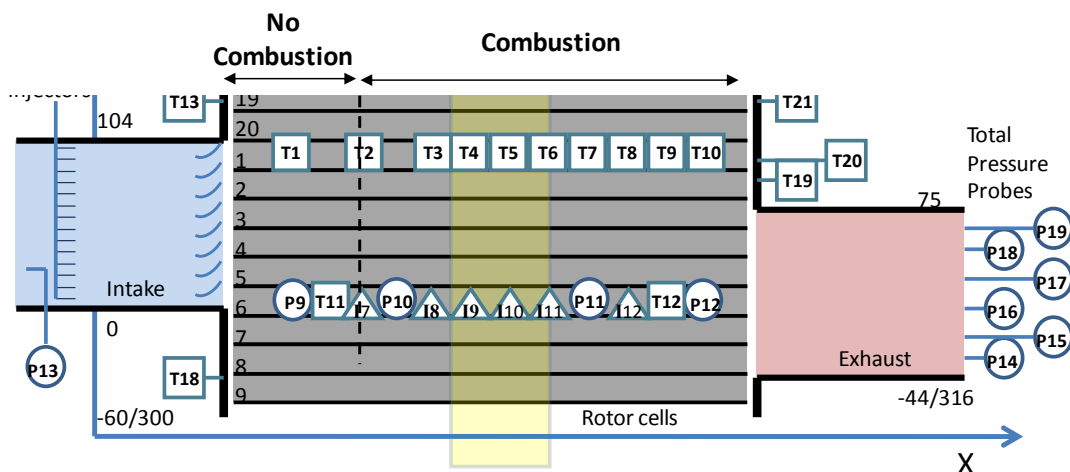 No
Combustion
Combustion
Injectors
T13
19
T21
104
20
T1
T2
T3
T4
T5
T6
T7
T8
T9
T10
T20
Total
Pressure
Probes
1
T19
2
75
3
P19
P18
4
5
P17
Intake
P9
T11
I7
P10
I8
I9
I10
I11
P11
I12
T12
P12
6
P16
0
7
P15
P13
T18
8
Exhaust
P14
9
-60/300
Rotor cells
-44/316
X